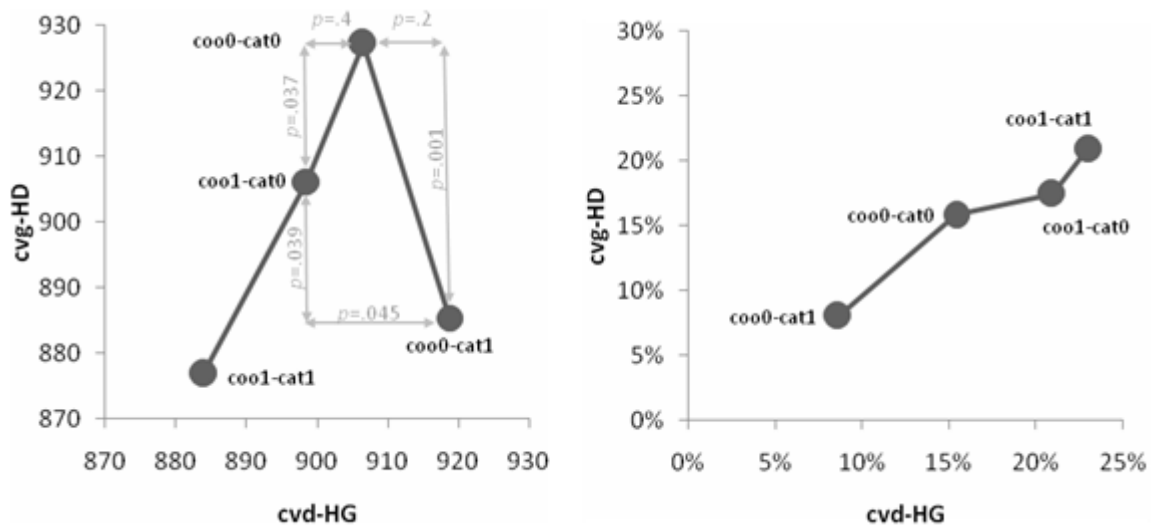 930
920
910
900
890
880
870
cvg-HD
870 880 890 900 910 920 930
cvd-HG
coo0-cat0
coo1-cat0
coo1-cat1
coo0-cat1
p=.4
p=.2
p=.037
p=.001
p=.039
p=.045
30%
25%
20%
15%
10%
5%
0%
cvg-HD
0% 5% 10% 15% 20% 25%
cvd-HG
coo1-cat1
coo0-cat0
coo1-cat0
coo0-cat1